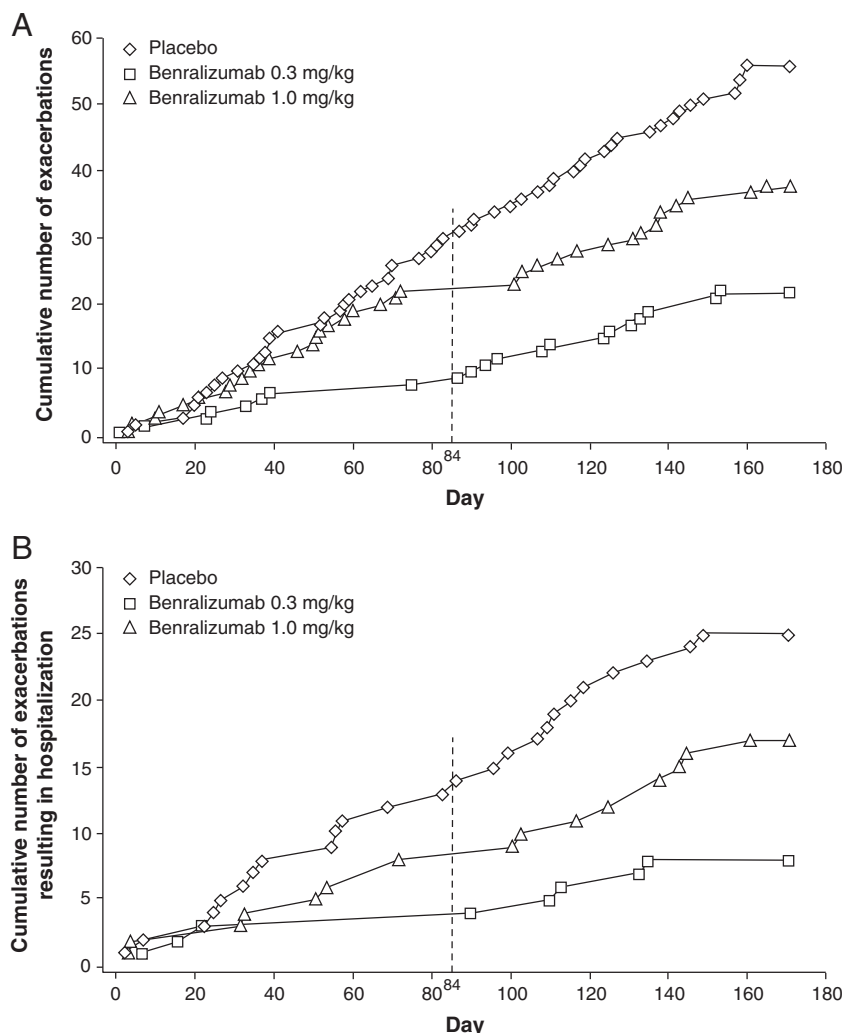 A
Placebo
Benralizumab 0.3 mg/kg
Benralizumab 1.0 mg/kg
Cumulative number of exacerbations
60
50
40
30
20
10
0
0 20 40 60 80 84 100 120 140 160 180
Day
B
Placebo
Benralizumab 0.3 mg/kg
Benralizumab 1.0 mg/kg
Cumulative number of exacerbations
resulting in hospitalization
30
25
20
15
10
5
0
0 20 40 60 80 84 100 120 140 160 180
Day